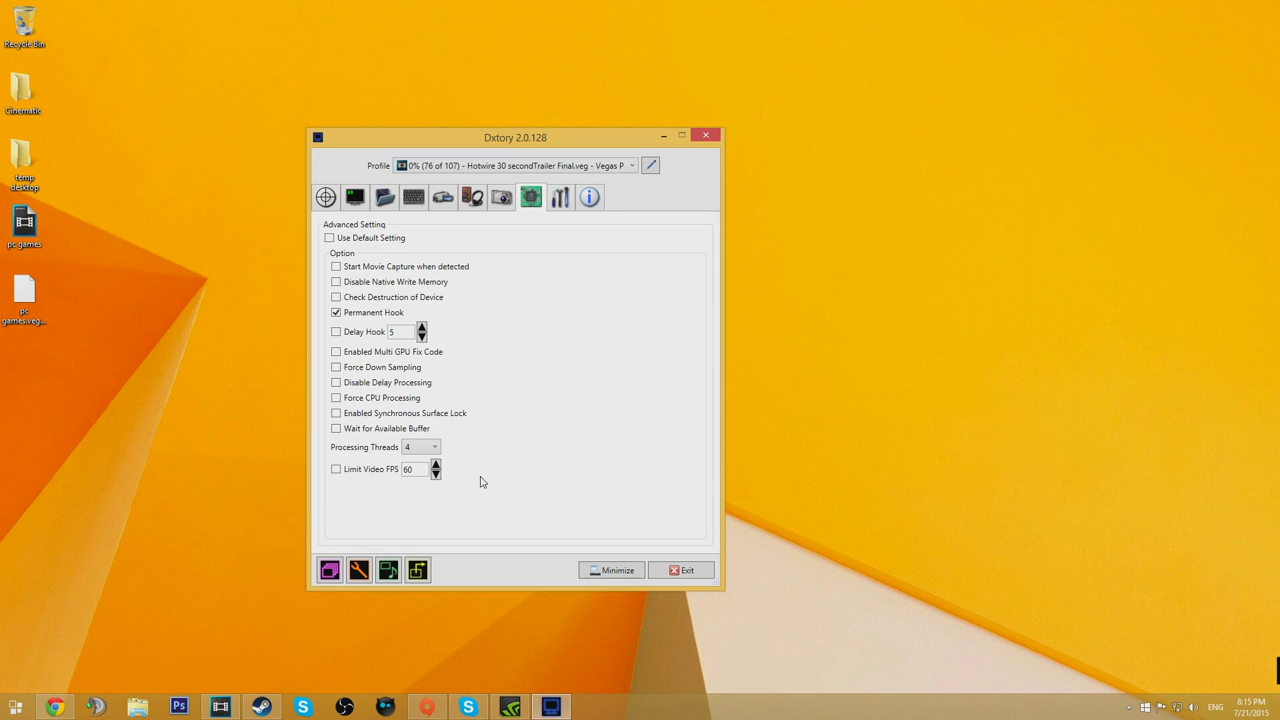 Recycle Bin
Cinematic
temp
desktop
pc games
pc
games.veg...
Dxtory 2.0.128
Profile
0% (76 of 107) - Hotwire 30 secondTrailer Final.veg - Vegas P
Advanced Setting
Use Default Setting
Option
Start Movie Capture when detected
Disable Native Write Memory
Check Destruction of Device
Permanent Hook
Delay Hook 5
Enabled Multi GPU Fix Code
Force Down Sampling
Disable Delay Processing
Force CPU Processing
Enabled Synchronous Surface Lock
Wait for Available Buffer
Processing Threads 4
Limit Video FPS 60
Minimize
Exit
Ps
ENG
8:15 PM
7/21/2015